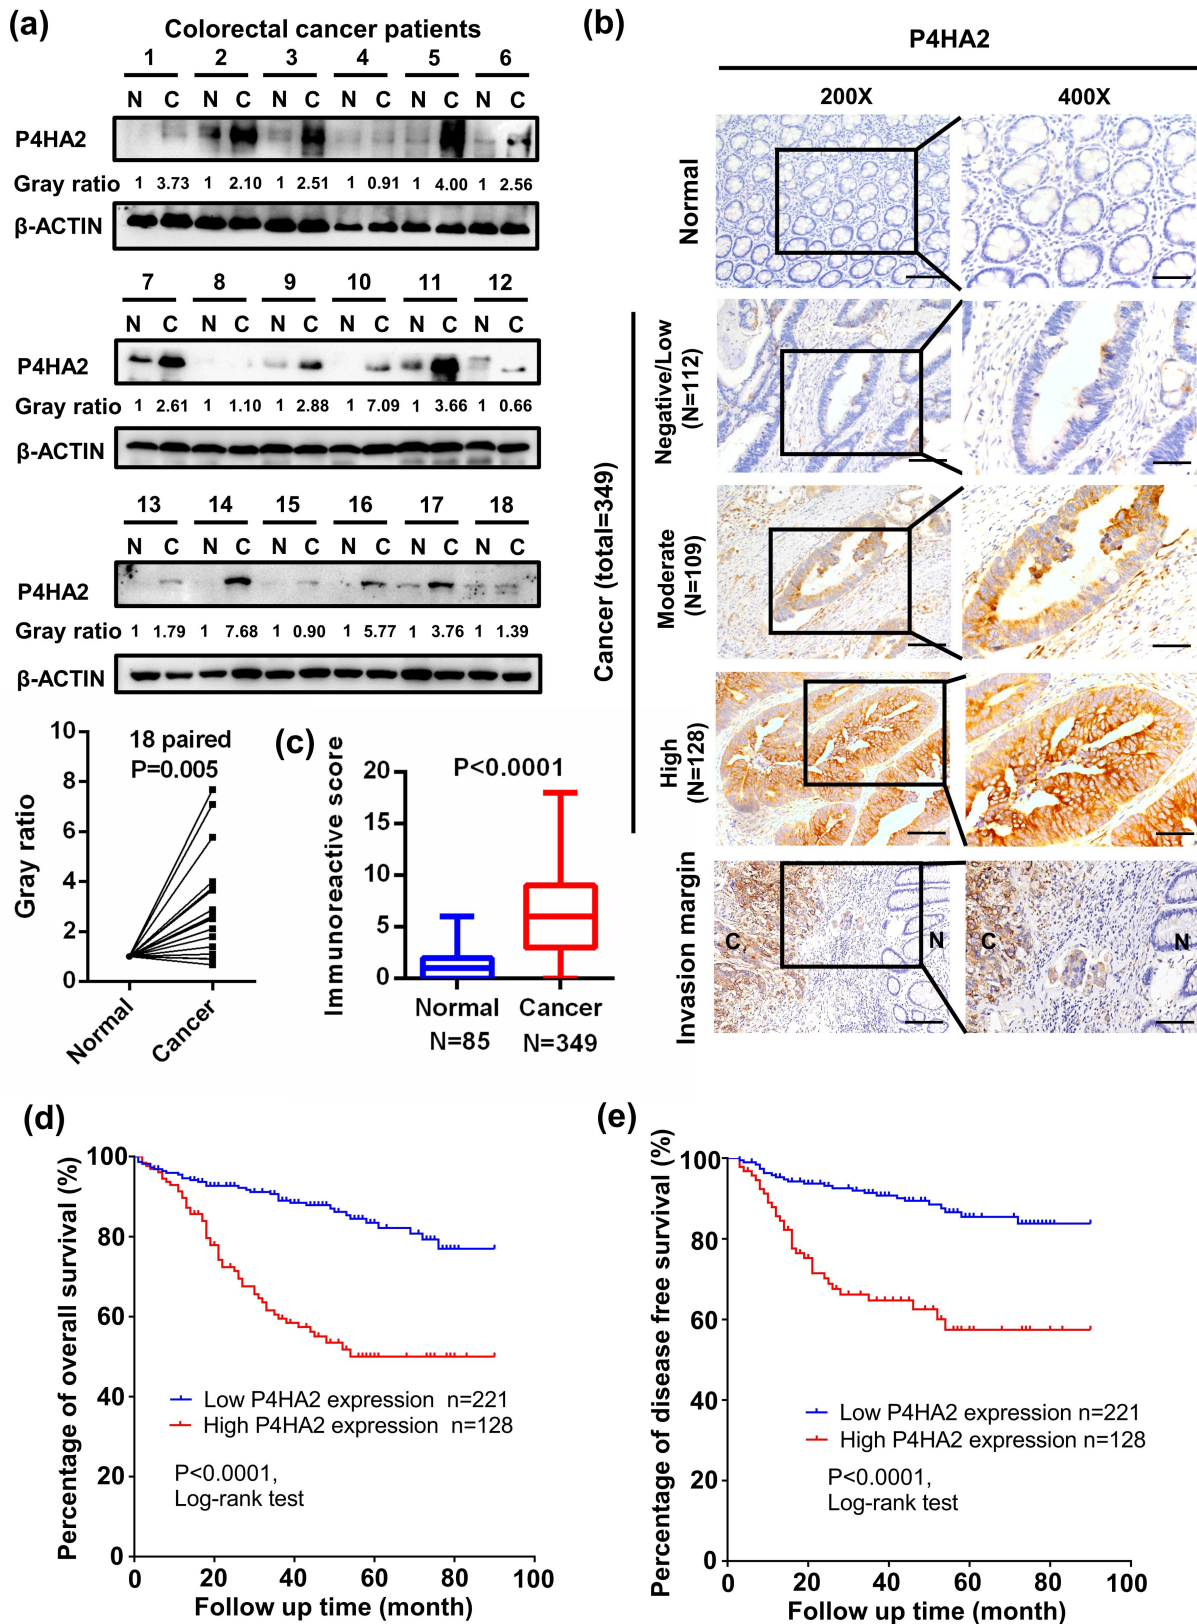 (a)
Colorectal cancer patients
1 2 3 4 5 6
N C N C N C N C N C N C
P4HA2
Gray ratio 1 3.73 1 2.10 1 2.51 1 0.91 1 4.00 1 2.56
β-ACTIN
7 8 9 10 11 12
N C N C N C N C N C N C
P4HA2
Gray ratio 1 2.61 1 1.10 1 2.88 1 7.09 1 3.66 1 0.66
β-ACTIN
13 14 15 16 17 18
N C N C N C N C N C N C
P4HA2
Gray ratio 1 1.79 1 7.68 1 0.90 1 5.77 1 3.76 1 1.39
β-ACTIN
Gray ratio
10
8
6
4
2
0
18 paired
P=0.005
Normal
Cancer
(b)
P4HA2
200X 400X
Normal
Cancer (total=349)
Negative/Low
(N=112)
Moderate
(N=109)
High
(N=128)
Invasion margin
C N C N
(c)
Immunoreactive score
20
15
10
5
0
P<0.0001
Normal Cancer
N=85 N=349
(d)
Percentage of overall survival (%)
100
80
60
40
20
0
Low P4HA2 expression n=221
High P4HA2 expression n=128
P<0.0001,
Log-rank test
0 20 40 60 80 100
Follow up time (month)
(e)
Percentage of disease free survival (%)
100
80
60
40
20
0
Low P4HA2 expression n=221
High P4HA2 expression n=128
P<0.0001,
Log-rank test
0 20 40 60 80 100
Follow up time (month)